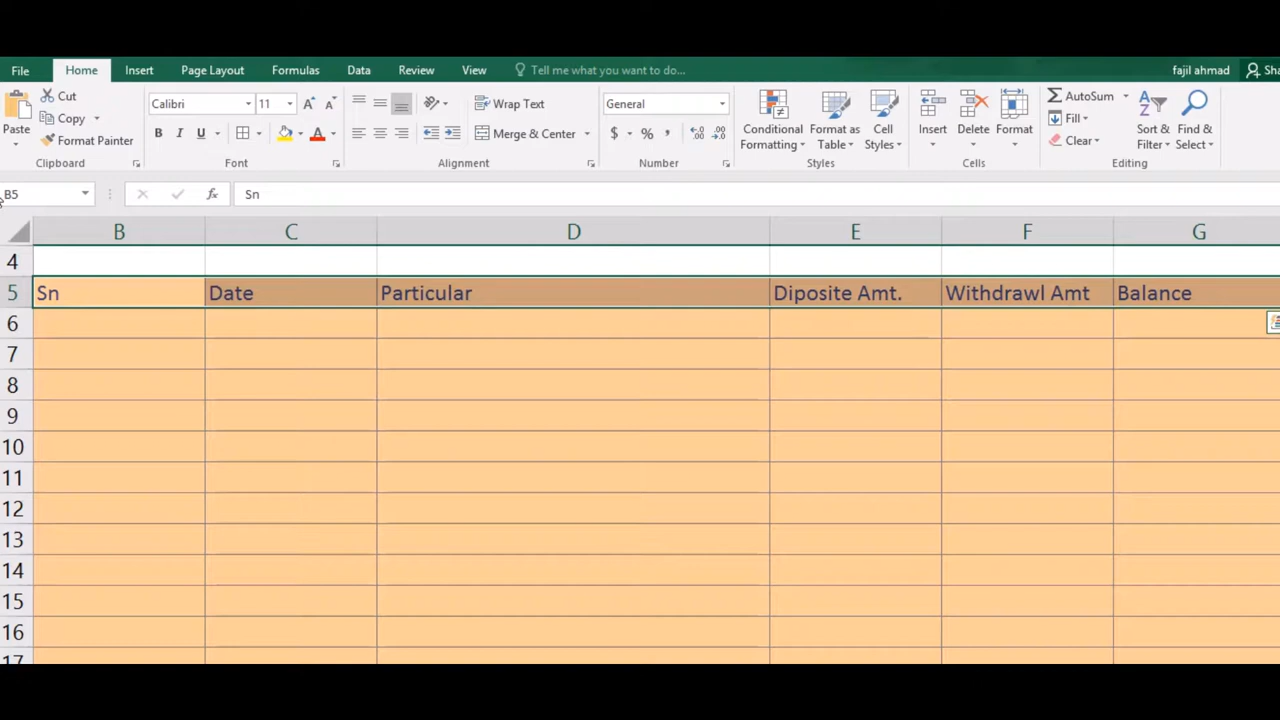 File Home Insert Page Layout Formulas Data Review View Tell me what you want to do... fajil ahmad Sha
Cut
Copy
Format Painter
Paste
Calibri 11 A A
B I U A
Wrap Text
Merge & Center
General
$ % ,
Conditional Formatting
Format as Table
Cell Styles
Insert
Delete
Format
AutoSum
Fill
Clear
Sort & Filter
Find & Select
Clipboard Font Alignment Number Styles Cells Editing
B5 fx Sn
B C D E F G
4
5 Sn Date Particular Diposite Amt. Withdrawl Amt Balance
6
7
8
9
10
11
12
13
14
15
16
17